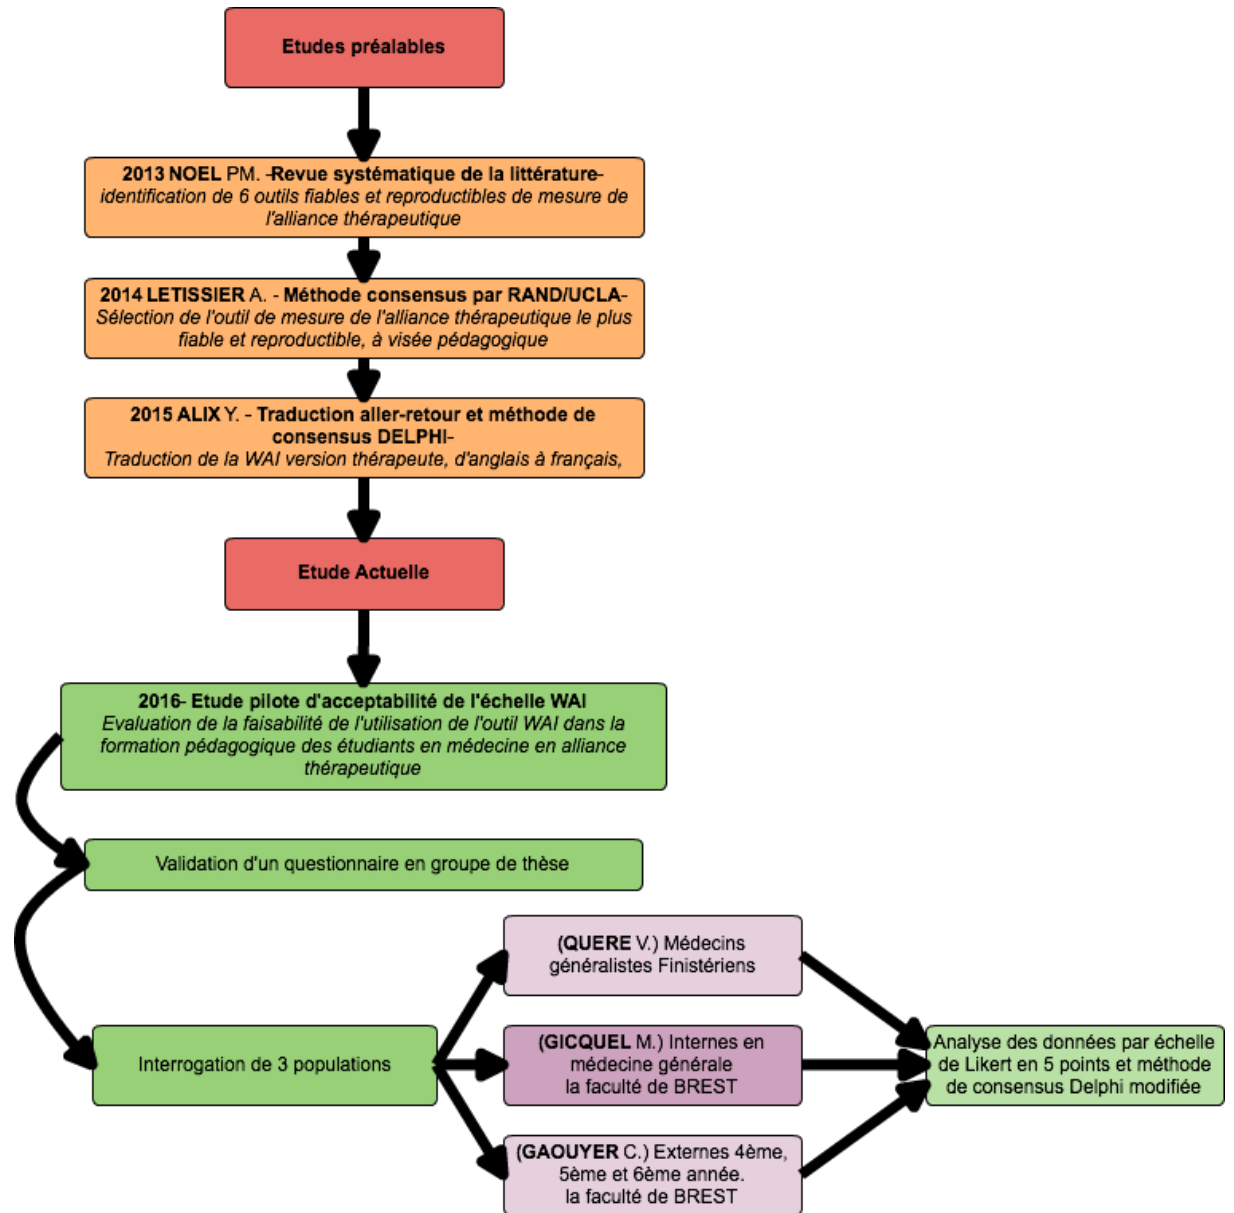 Etudes préalables
2013 NOEL PM. -Revue systématique de la littérature-
identification de 6 outils fiables et reproductibles de mesure de
l'alliance thérapeutique
2014 LETISSIER A. - Méthode consensus par RAND/UCLA-
Sélection de l'outil de mesure de l'alliance thérapeutique le plus
fiable et reproductible, à visée pédagogique
2015 ALIX Y. - Traduction aller-retour et méthode de
consensus DELPHI-
Traduction de la WAI version thérapeute, d'anglais à français,
Etude Actuelle
2016- Etude pilote d'acceptabilité de l'échelle WAI
Evaluation de la faisabilité de l'utilisation de l'outil WAI dans la
formation pédagogique des étudiants en médecine en alliance
thérapeutique
Validation d'un questionnaire en groupe de thèse
Interrogation de 3 populations
(QUERE V.) Médecins
généralistes Finistériens
(GICQUEL M.) Internes en
médecine générale
la faculté de BREST
(GAOUYER C.) Externes 4ème,
5ème et 6ème année.
la faculté de BREST
Analyse des données par échelle
de Likert en 5 points et méthode
de consensus Delphi modifiée